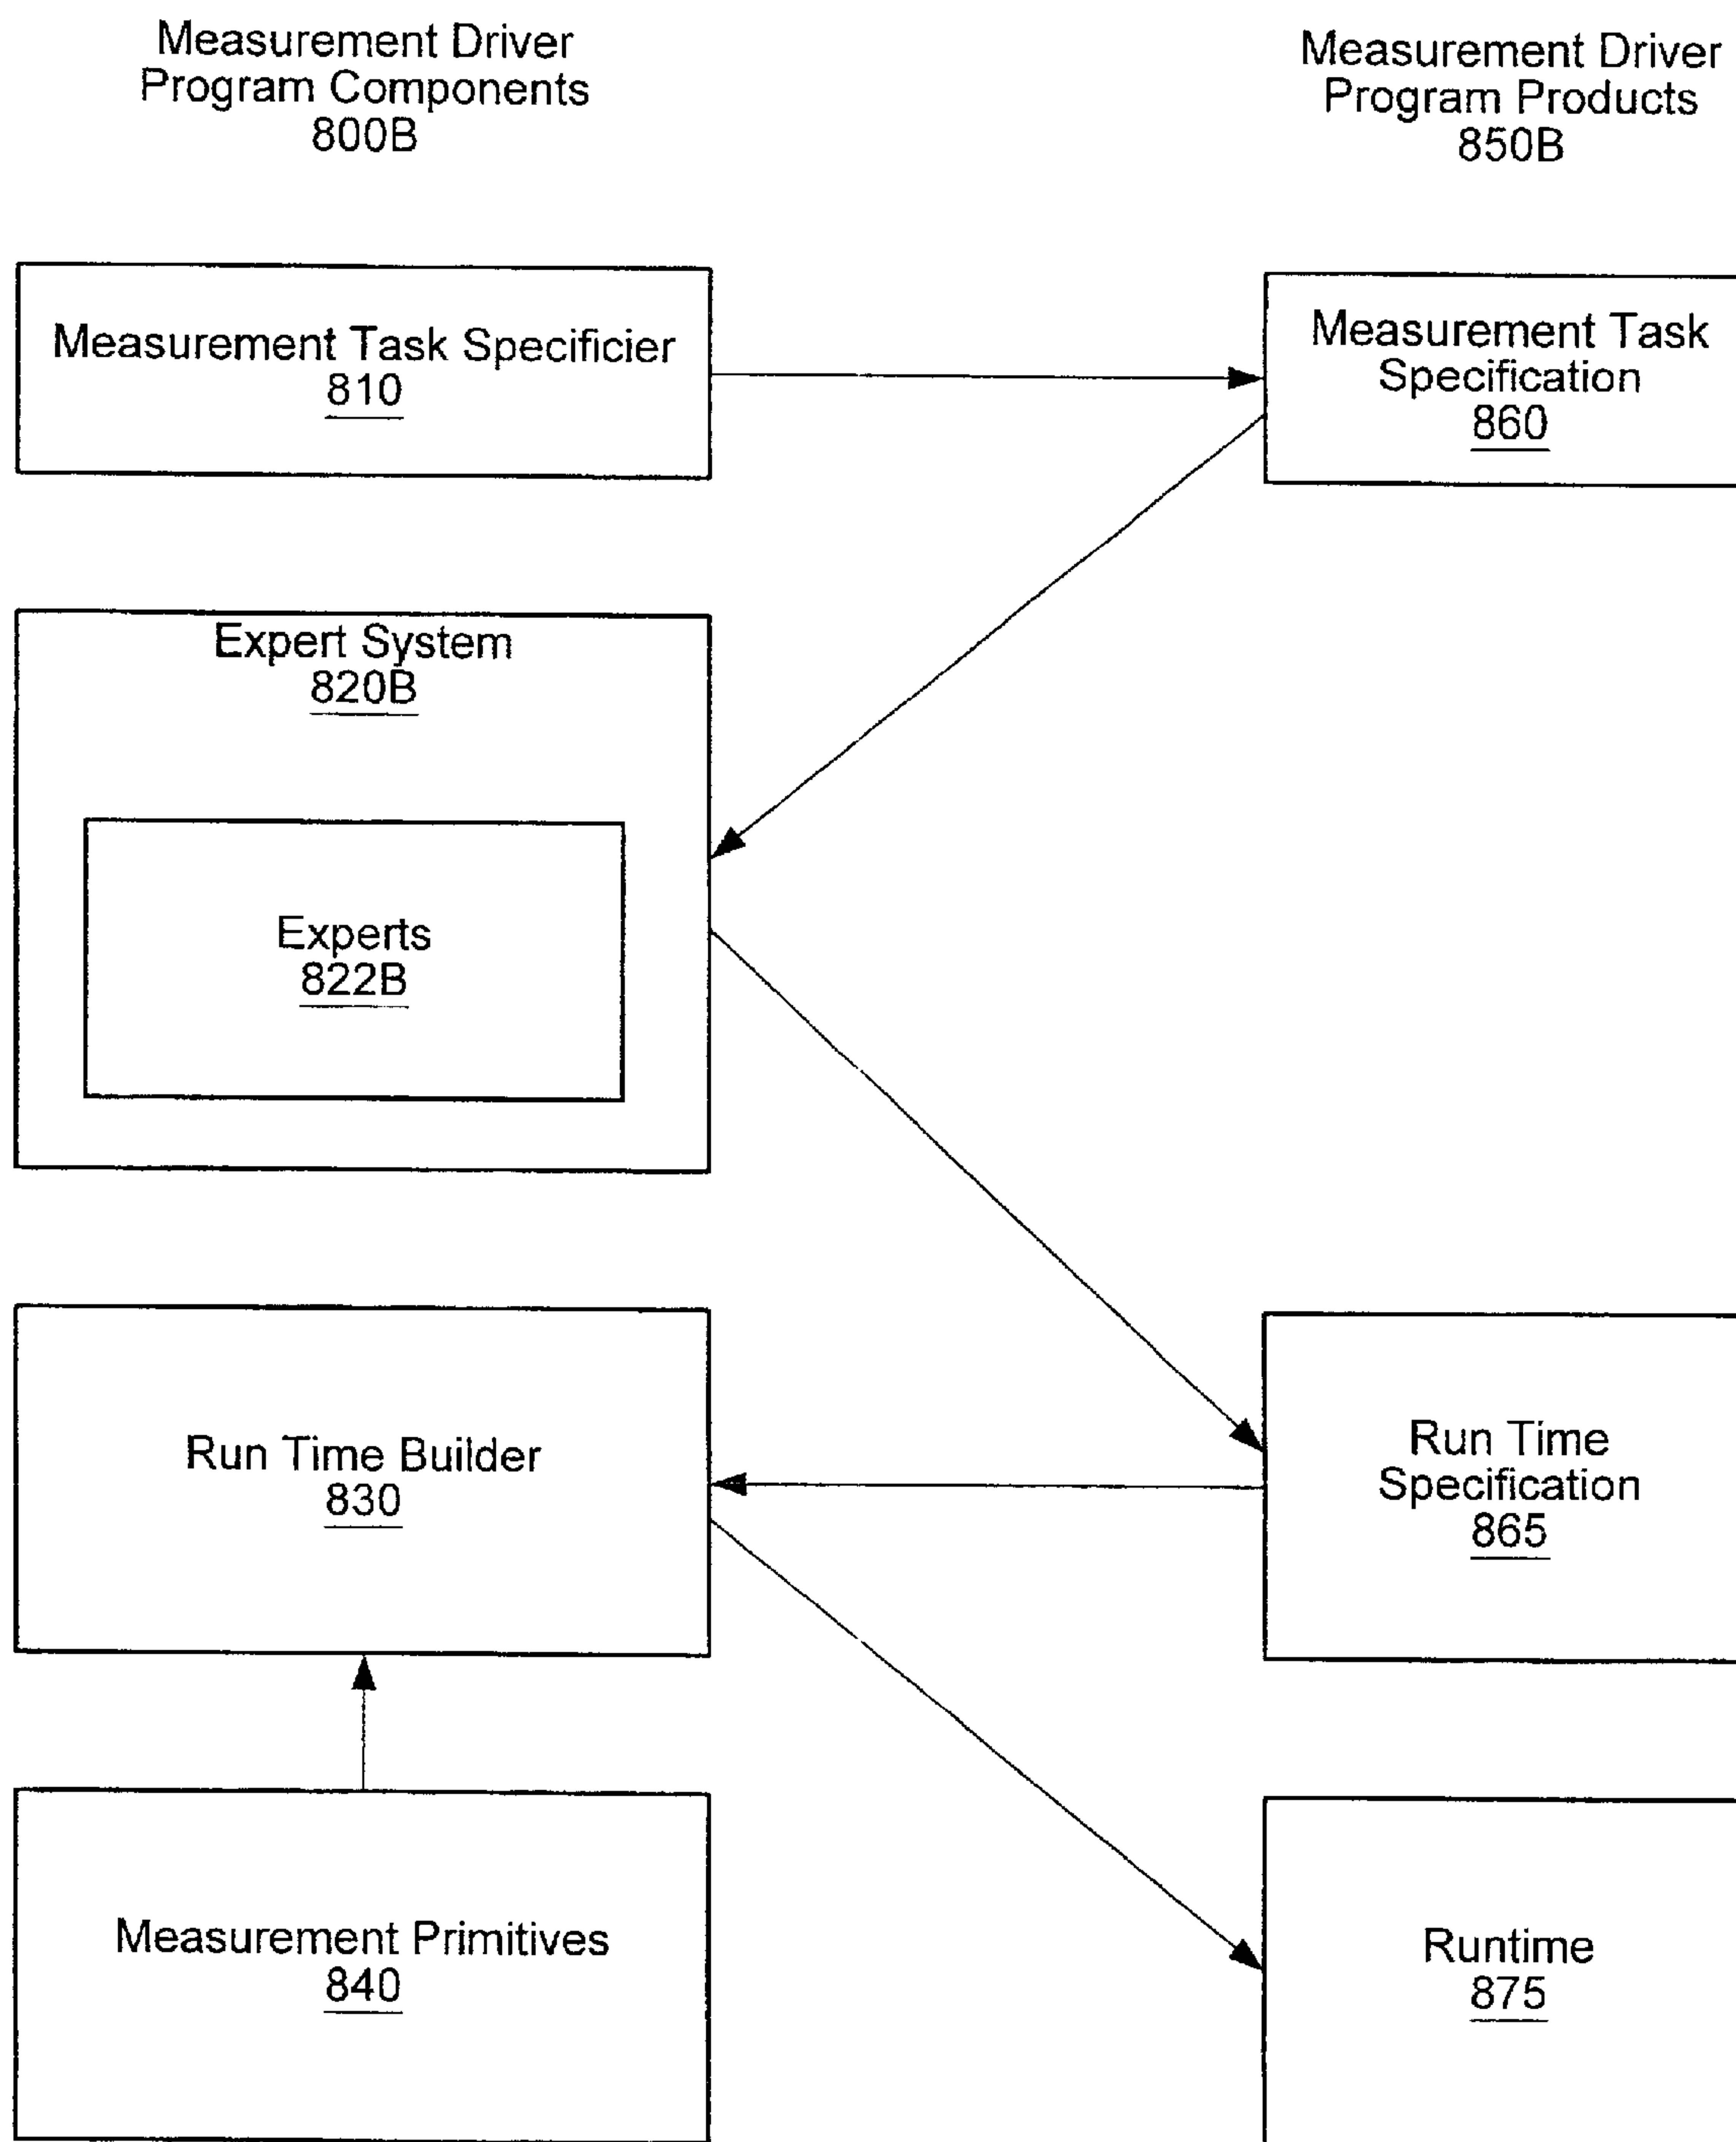 Measurement Driver
Program Components
800B
Measurement Driver
Program Products
850B
Measurement Task Specificier
810
Measurement Task
Specification
860
Expert System
820B
Experts
822B
Run Time Builder
830
Run Time
Specification
865
Measurement Primitives
840
Runtime
875